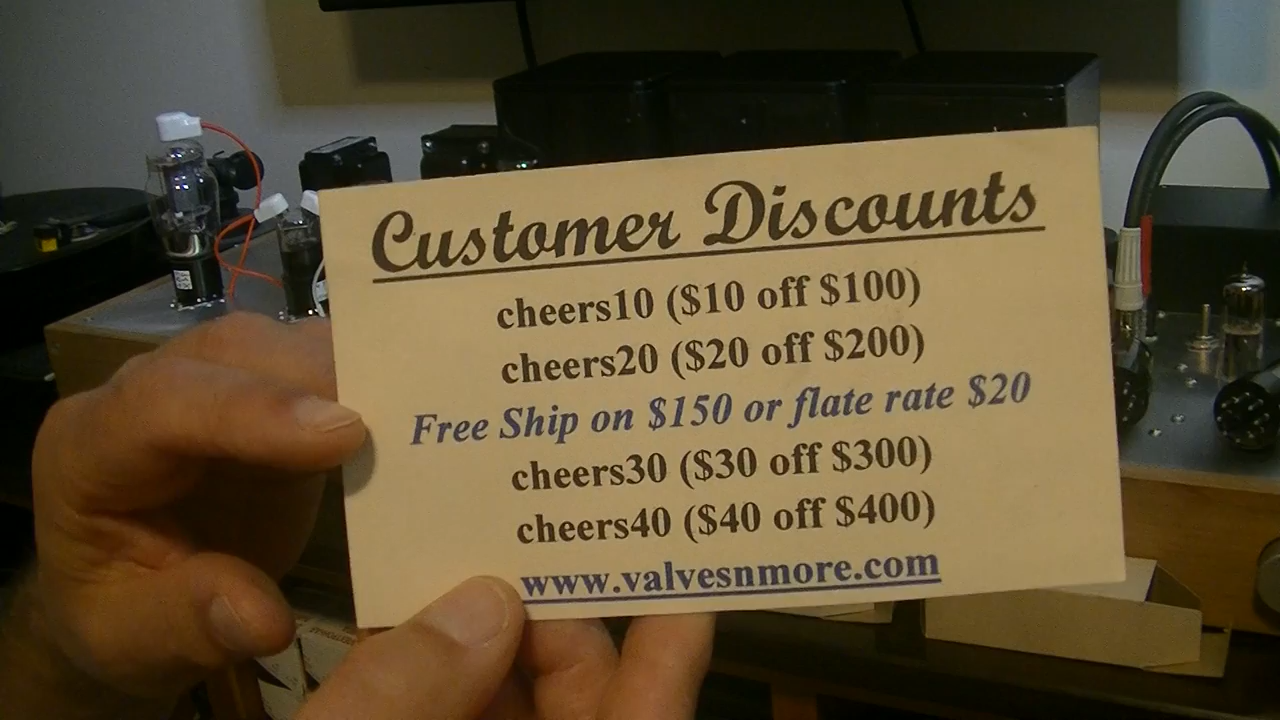 Customer Discounts
cheers10 ($10 off $100)
cheers20 ($20 off $200)
Free Ship on $150 or flate rate $20
cheers30 ($30 off $300)
cheers40 ($40 off $400)
www.valvesnmore.com